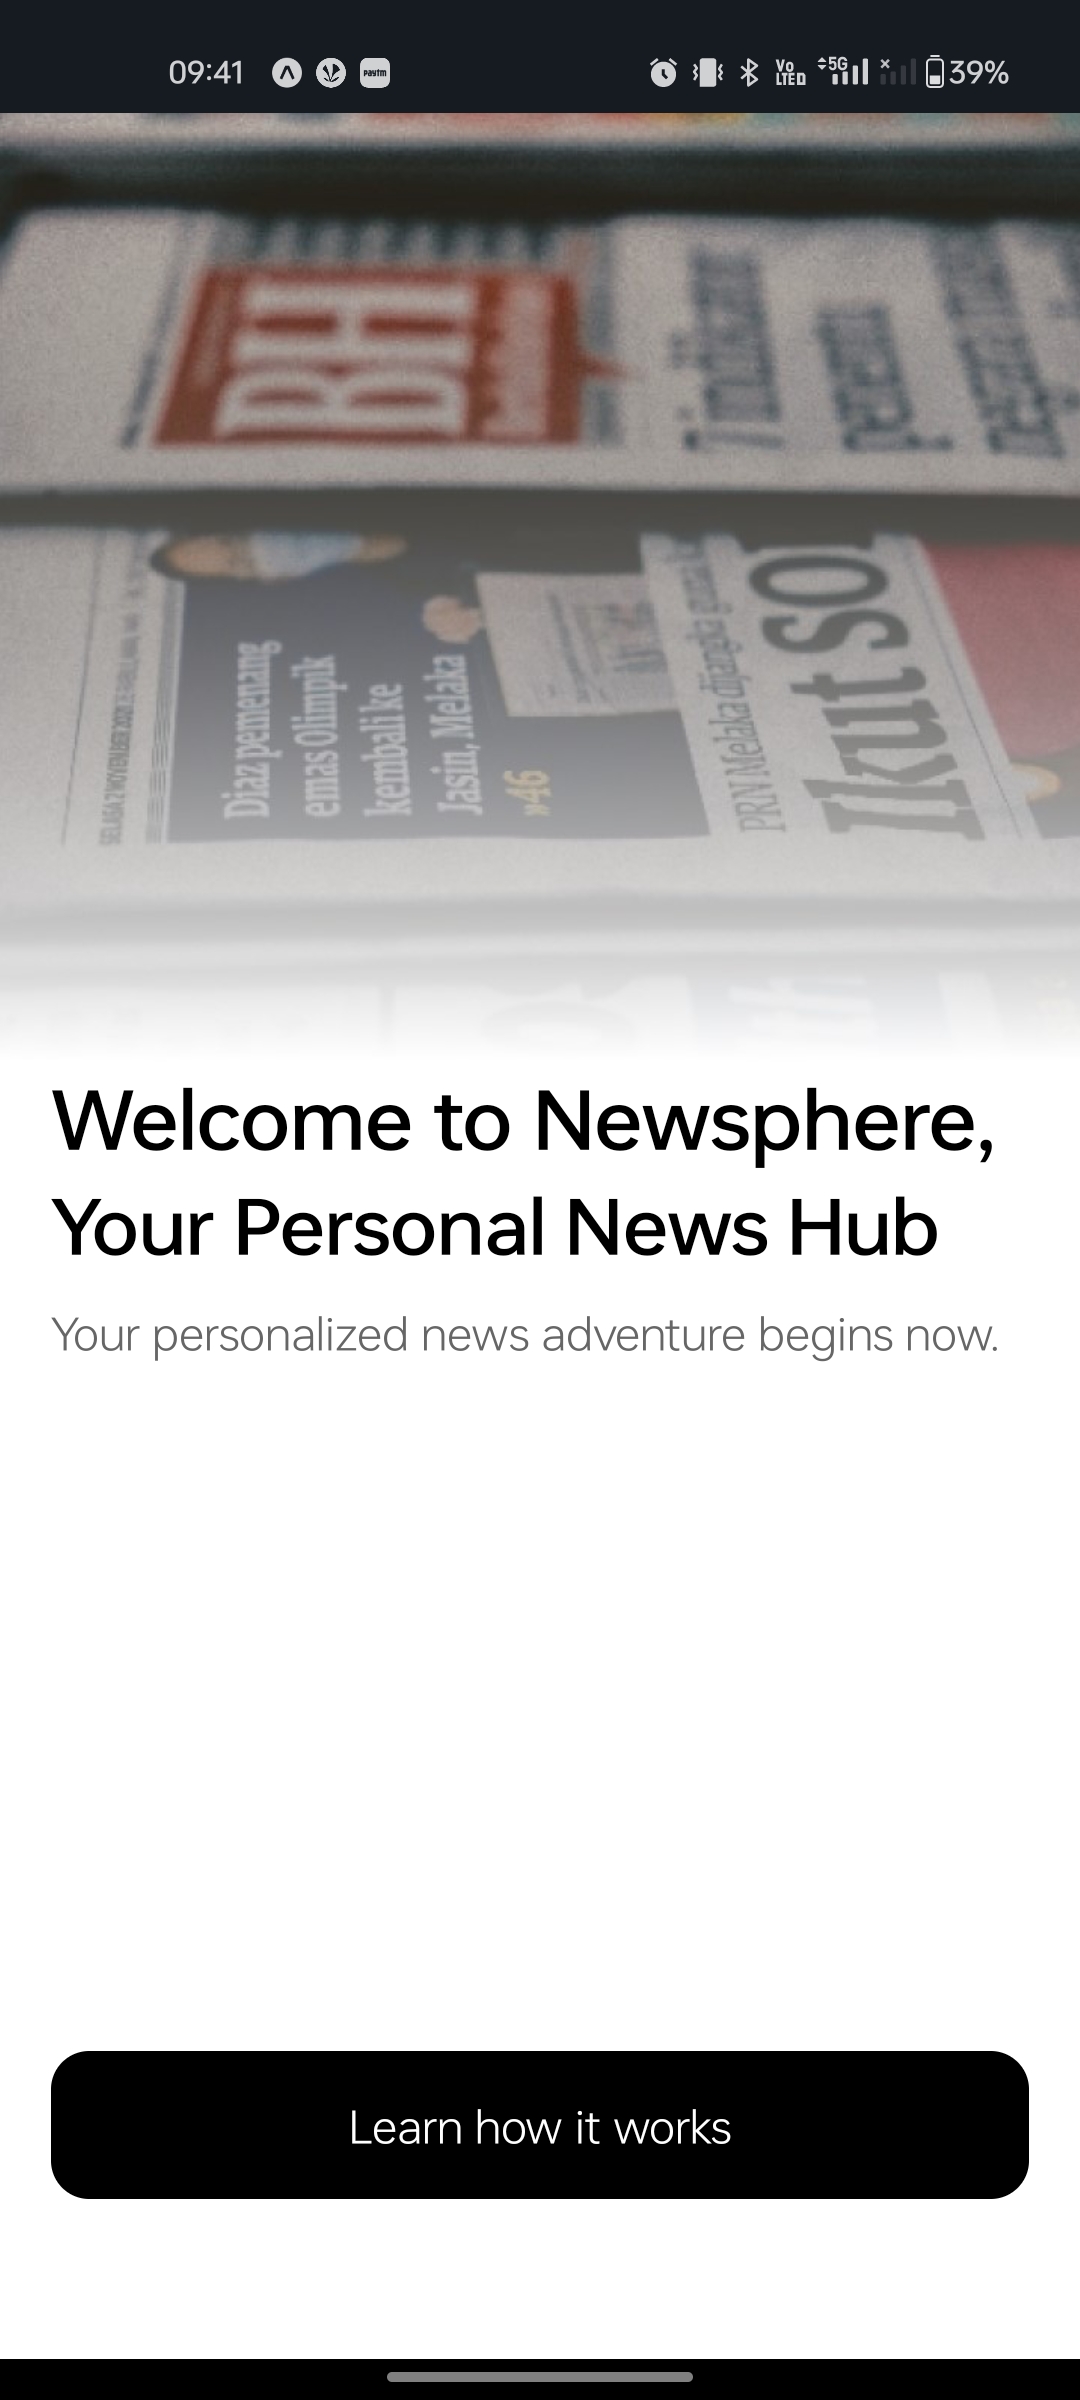 09:41
paytm
Vo
LTED
5G
39%
BH
Diaz pemenang
emas Olimpik
kembali ke
Jasin, Melaka
»46
PRN Melaka dijangka
Ikut SO
Welcome to Newsphere,
Your Personal News Hub
Your personalized news adventure begins now.
Learn how it works